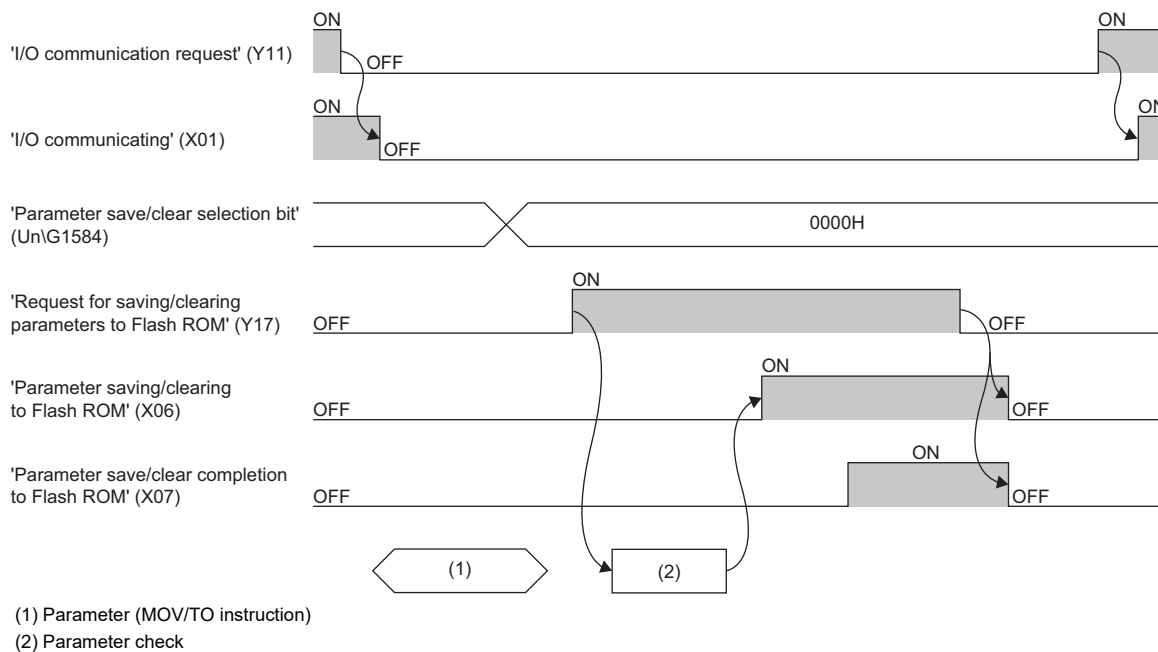 ON
ON
'I/O communication request' (Y11)
OFF
ON
ON
'I/O communicating' (X01)
OFF
'Parameter save/clear selection bit'
(Un\G1584)
0000H
ON
'Request for saving/clearing
parameters to Flash ROM' (Y17)
OFF
OFF
ON
'Parameter saving/clearing
to Flash ROM' (X06)
OFF
OFF
ON
'Parameter save/clear completion
to Flash ROM' (X07)
OFF
OFF
(1)
(2)
(1) Parameter (MOV/TO instruction)
(2) Parameter check